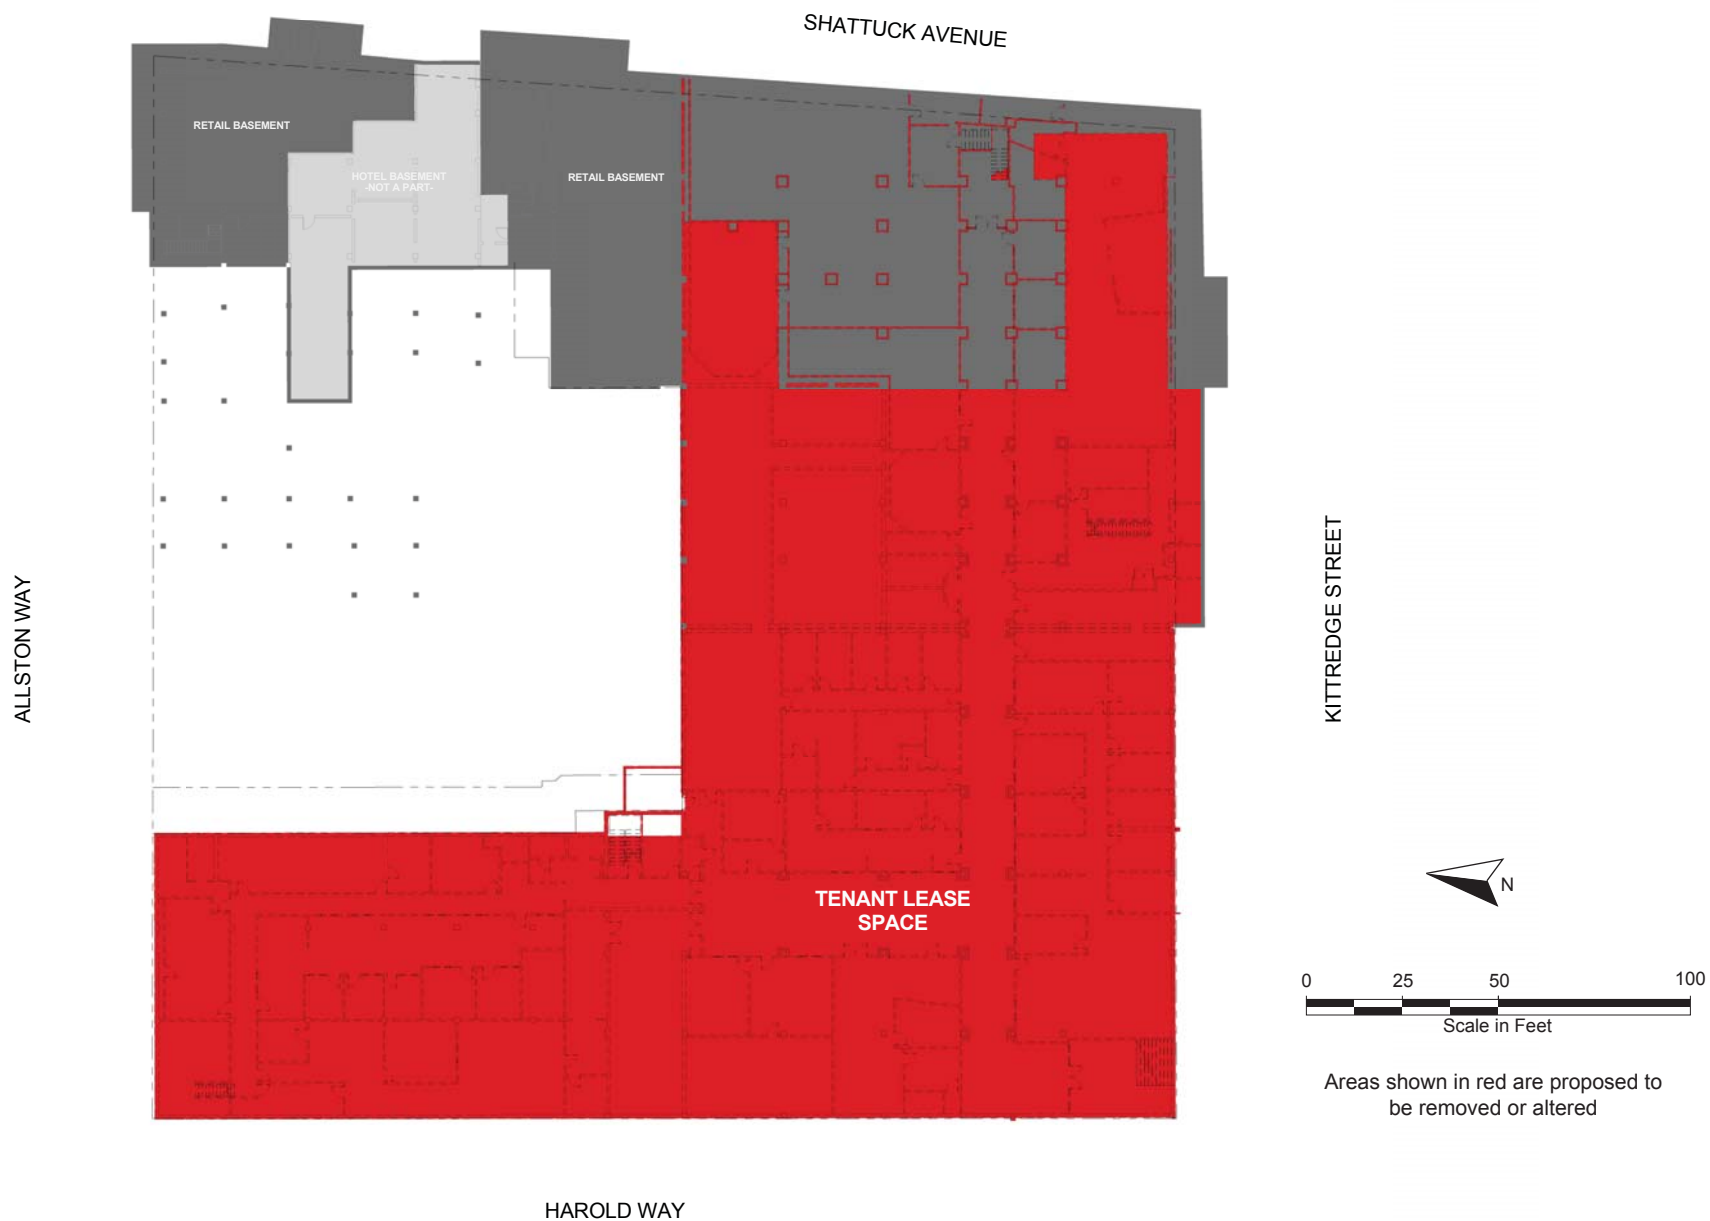 SHATTUCK AVENUE
RETAIL BASEMENT
HOTEL BASEMENT
-NOT A PART-
RETAIL BASEMENT
ALLSTON WAY
KITTREDGE STREET
TENANT LEASE
SPACE
N
0 25 50 100
Scale in Feet
Areas shown in red are proposed to
be removed or altered
HAROLD WAY